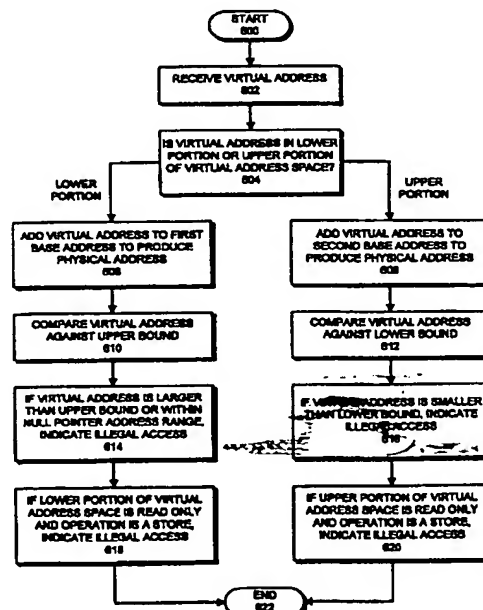 START
600
RECEIVE VIRTUAL ADDRESS
602
IS VIRTUAL ADDRESS IN LOWER
PORTION OR UPPER PORTION
OF VIRTUAL ADDRESS SPACE?
604
LOWER
PORTION
UPPER
PORTION
ADD VIRTUAL ADDRESS TO FIRST
BASE ADDRESS TO PRODUCE
PHYSICAL ADDRESS
606
ADD VIRTUAL ADDRESS TO
SECOND BASE ADDRESS TO
PRODUCE PHYSICAL ADDRESS
608
COMPARE VIRTUAL ADDRESS
AGAINST UPPER BOUND
610
COMPARE VIRTUAL ADDRESS
AGAINST LOWER BOUND
612
IF VIRTUAL ADDRESS IS LARGER
THAN UPPER BOUND OR WITHIN
NULL POINTER ADDRESS RANGE,
INDICATE ILLEGAL ACCESS
614
IF VIRTUAL ADDRESS IS SMALLER
THAN LOWER BOUND, INDICATE
ILLEGAL ACCESS
616
IF LOWER PORTION OF VIRTUAL
ADDRESS SPACE IS READ ONLY
AND OPERATION IS A STORE,
INDICATE ILLEGAL ACCESS
618
IF UPPER PORTION OF VIRTUAL
ADDRESS SPACE IS READ ONLY
AND OPERATION IS A STORE,
INDICATE ILLEGAL ACCESS
620
END
622